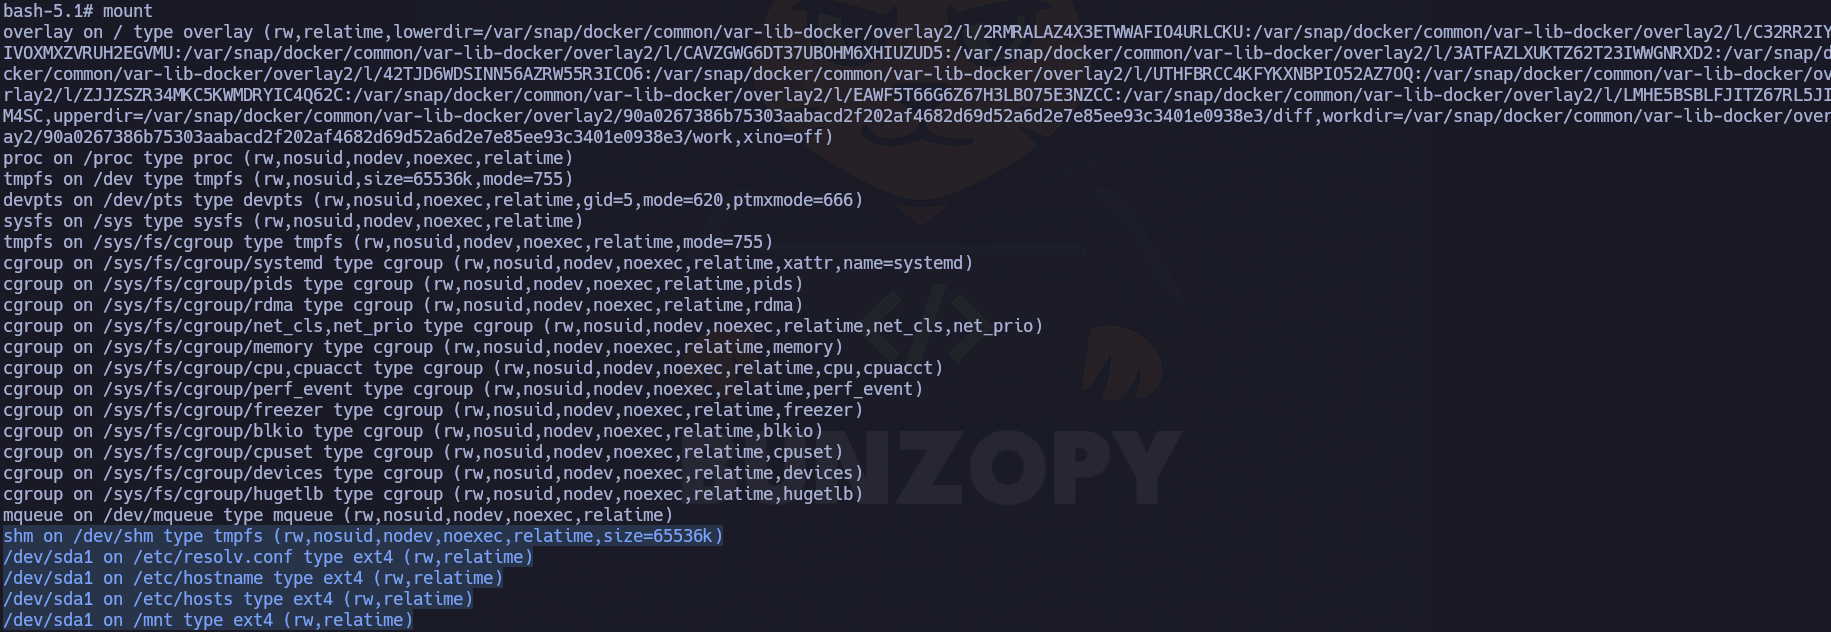 bash-5.1# mount
overlay on / type overlay (rw,relatime,lowerdir=/var/snap/docker/common/var-lib-docker/overlay2/l/2RMRALAZ4X3ETWWAFIO4URLCKU:/var/snap/docker/common/var-lib-docker/overlay2/l/C32RR2IY
IVOXMXZVRUH2EGVMU:/var/snap/docker/common/var-lib-docker/overlay2/l/CAVZGWG6DT37UBOHM6XHIUZUD5:/var/snap/docker/common/var-lib-docker/overlay2/l/3ATFAZLXUKTZ62T23IWWGNRXD2:/var/snap/d
cker/common/var-lib-docker/overlay2/l/42TJD6WDSINN56AZRW55R3ICO6:/var/snap/docker/common/var-lib-docker/overlay2/l/UTHFBRCC4KFYKXNBPIO52AZ7OQ:/var/snap/docker/common/var-lib-docker/ov
rlay2/l/ZJJZSZR34MKC5KWMDRYIC4Q62C:/var/snap/docker/common/var-lib-docker/overlay2/l/EAWF5T66G6Z67H3LBO75E3NZCC:/var/snap/docker/common/var-lib-docker/overlay2/l/LMHE5BSBLFJITZ67RL5JI
M4SC,upperdir=/var/snap/docker/common/var-lib-docker/overlay2/90a0267386b75303aabacd2f202af4682d69d52a6d2e7e85ee93c3401e0938e3/diff,workdir=/var/snap/docker/common/var-lib-docker/over
ay2/90a0267386b75303aabacd2f202af4682d69d52a6d2e7e85ee93c3401e0938e3/work,xino=off)
proc on /proc type proc (rw,nosuid,nodev,noexec,relatime)
tmpfs on /dev type tmpfs (rw,nosuid,size=65536k,mode=755)
devpts on /dev/pts type devpts (rw,nosuid,noexec,relatime,gid=5,mode=620,ptmxmode=666)
sysfs on /sys type sysfs (rw,nosuid,nodev,noexec,relatime)
tmpfs on /sys/fs/cgroup type tmpfs (rw,nosuid,nodev,noexec,relatime,mode=755)
cgroup on /sys/fs/cgroup/systemd type cgroup (rw,nosuid,nodev,noexec,relatime,xattr,name=systemd)
cgroup on /sys/fs/cgroup/pids type cgroup (rw,nosuid,nodev,noexec,relatime,pids)
cgroup on /sys/fs/cgroup/rdma type cgroup (rw,nosuid,nodev,noexec,relatime,rdma)
cgroup on /sys/fs/cgroup/net_cls,net_prio type cgroup (rw,nosuid,nodev,noexec,relatime,net_cls,net_prio)
cgroup on /sys/fs/cgroup/memory type cgroup (rw,nosuid,nodev,noexec,relatime,memory)
cgroup on /sys/fs/cgroup/cpu,cpuacct type cgroup (rw,nosuid,nodev,noexec,relatime,cpu,cpuacct)
cgroup on /sys/fs/cgroup/perf_event type cgroup (rw,nosuid,nodev,noexec,relatime,perf_event)
cgroup on /sys/fs/cgroup/freezer type cgroup (rw,nosuid,nodev,noexec,relatime,freezer)
cgroup on /sys/fs/cgroup/blkio type cgroup (rw,nosuid,nodev,noexec,relatime,blkio)
cgroup on /sys/fs/cgroup/cpuset type cgroup (rw,nosuid,nodev,noexec,relatime,cpuset)
cgroup on /sys/fs/cgroup/devices type cgroup (rw,nosuid,nodev,noexec,relatime,devices)
cgroup on /sys/fs/cgroup/hugetlb type cgroup (rw,nosuid,nodev,noexec,relatime,hugetlb)
mqueue on /dev/mqueue type mqueue (rw,nosuid,nodev,noexec,relatime)
shm on /dev/shm type tmpfs (rw,nosuid,nodev,noexec,relatime,size=65536k)
/dev/sda1 on /etc/resolv.conf type ext4 (rw,relatime)
/dev/sda1 on /etc/hostname type ext4 (rw,relatime)
/dev/sda1 on /etc/hosts type ext4 (rw,relatime)
/dev/sda1 on /mnt type ext4 (rw,relatime)